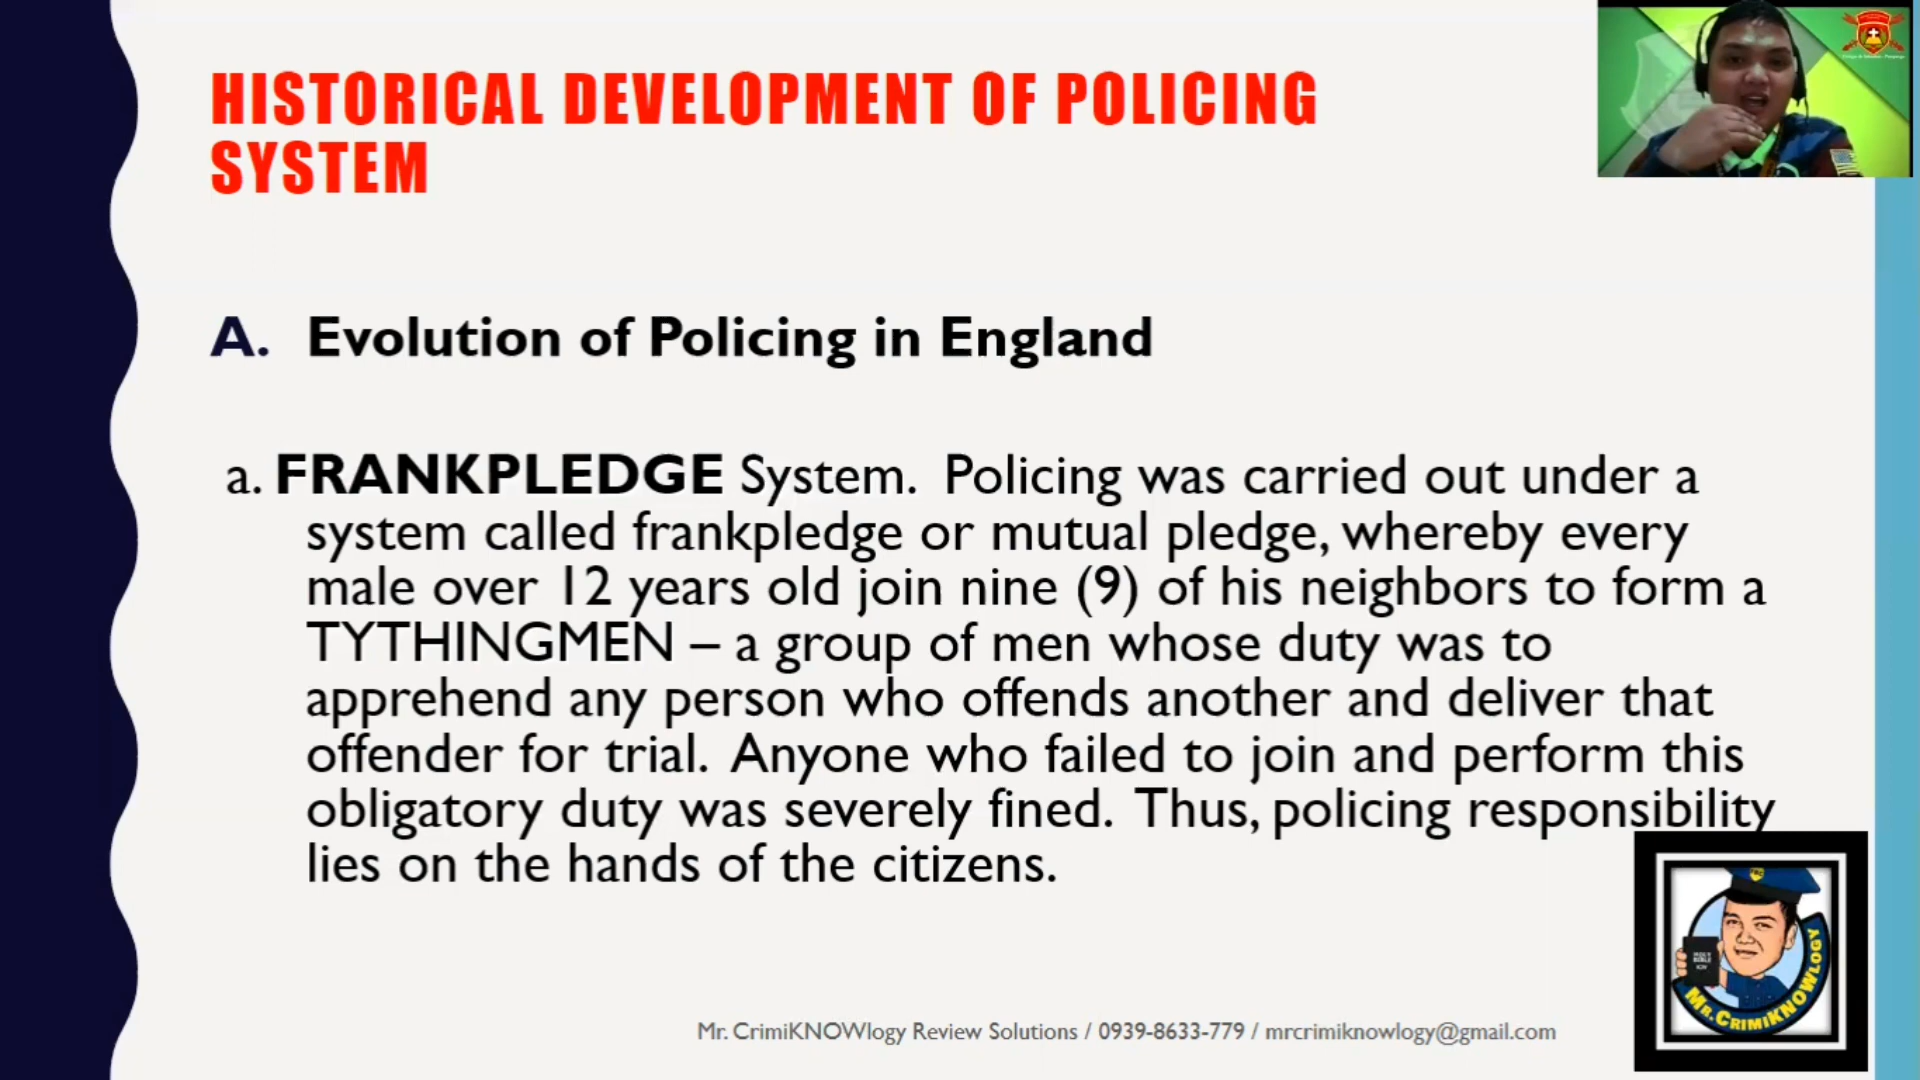 HISTORICAL DEVELOPMENT OF POLICING
SYSTEM
A. Evolution of Policing in England
a. FRANKPLEDGE System. Policing was carried out under a
system called frankpledge or mutual pledge, whereby every
male over 12 years old join nine (9) of his neighbors to form a
TYTHINGMEN – a group of men whose duty was to
apprehend any person who offends another and deliver that
offender for trial. Anyone who failed to join and perform this
obligatory duty was severely fined. Thus, policing responsibility
lies on the hands of the citizens.
HOLY
BIBLE
MR. CRIMIKNOWLOGY
Mr. CrimiKNOWlogy Review Solutions / 0939-8633-779 / mrcrimiknowlogy@gmail.com